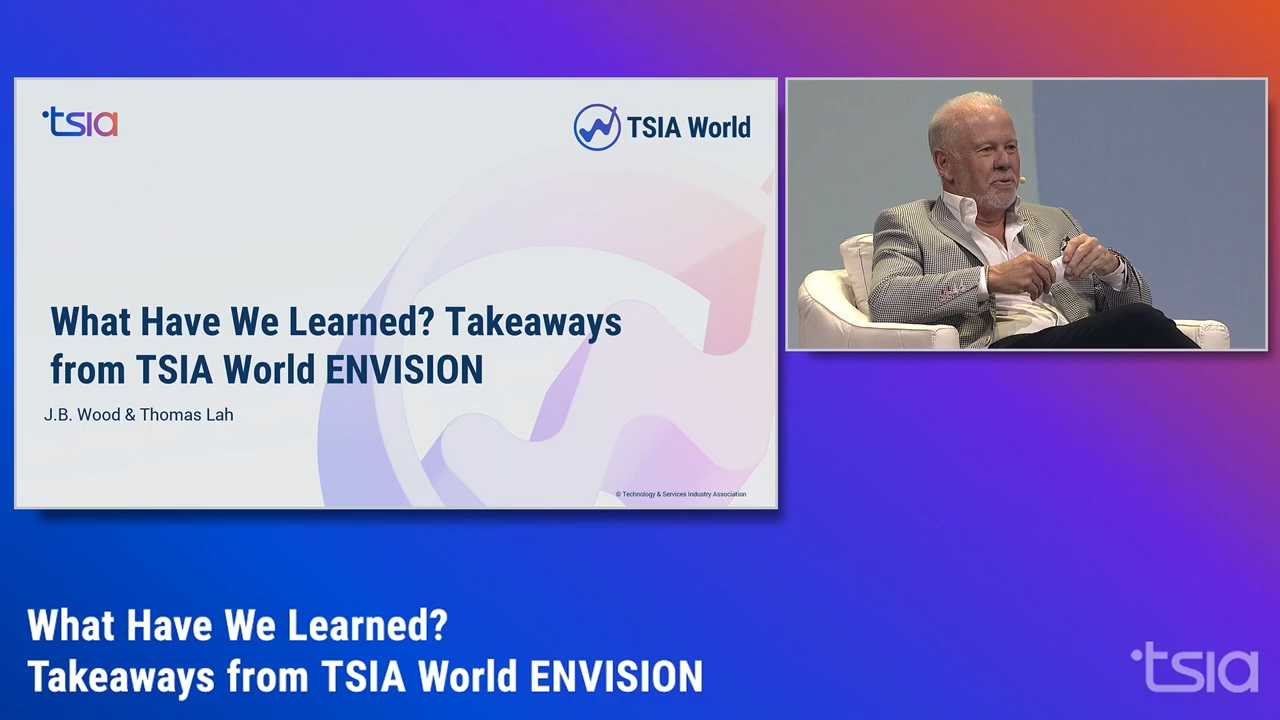 tsia
TSIA World
What Have We Learned? Takeaways
from TSIA World ENVISION
J.B. Wood & Thomas Lah
© Technology & Services Industry Association
What Have We Learned?
Takeaways from TSIA World ENVISION
tsia